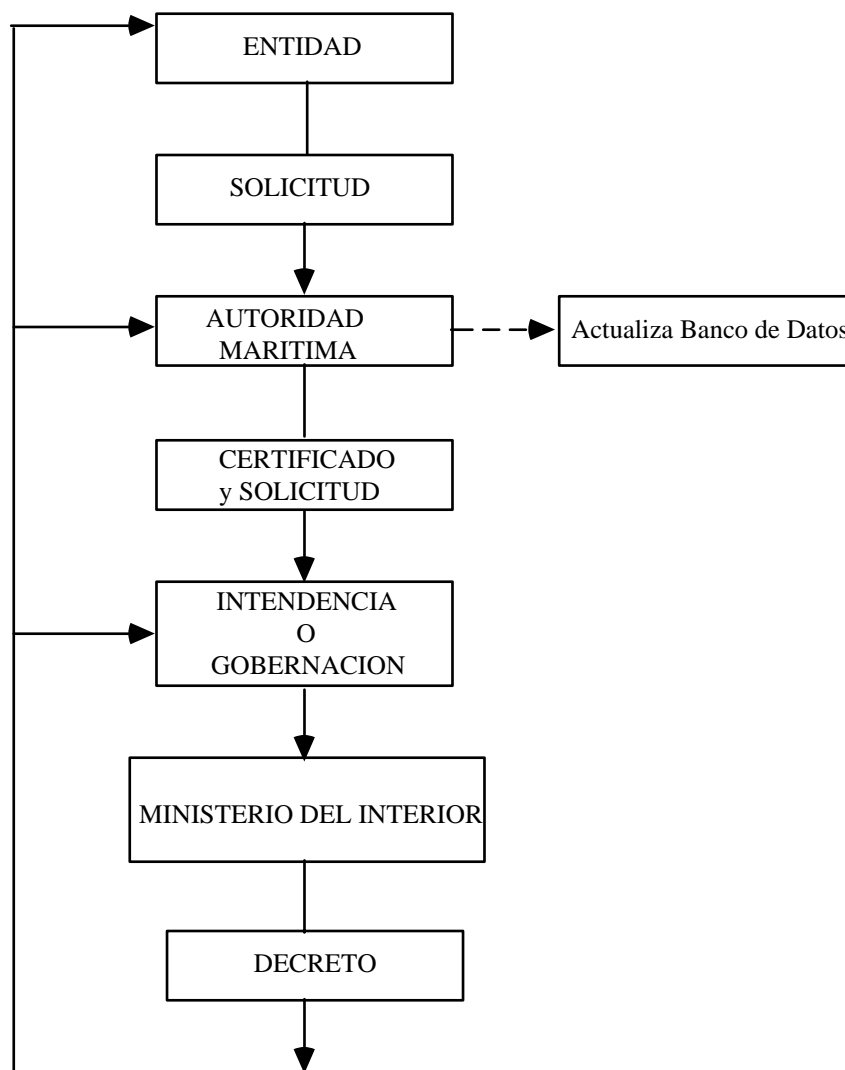 ENTIDAD
SOLICITUD
AUTORIDAD
MARITIMA
Actualiza Banco de Datos
CERTIFICADO
y SOLICITUD
INTENDENCIA
O
GOBERNACION
MINISTERIO DEL INTERIOR
DECRETO